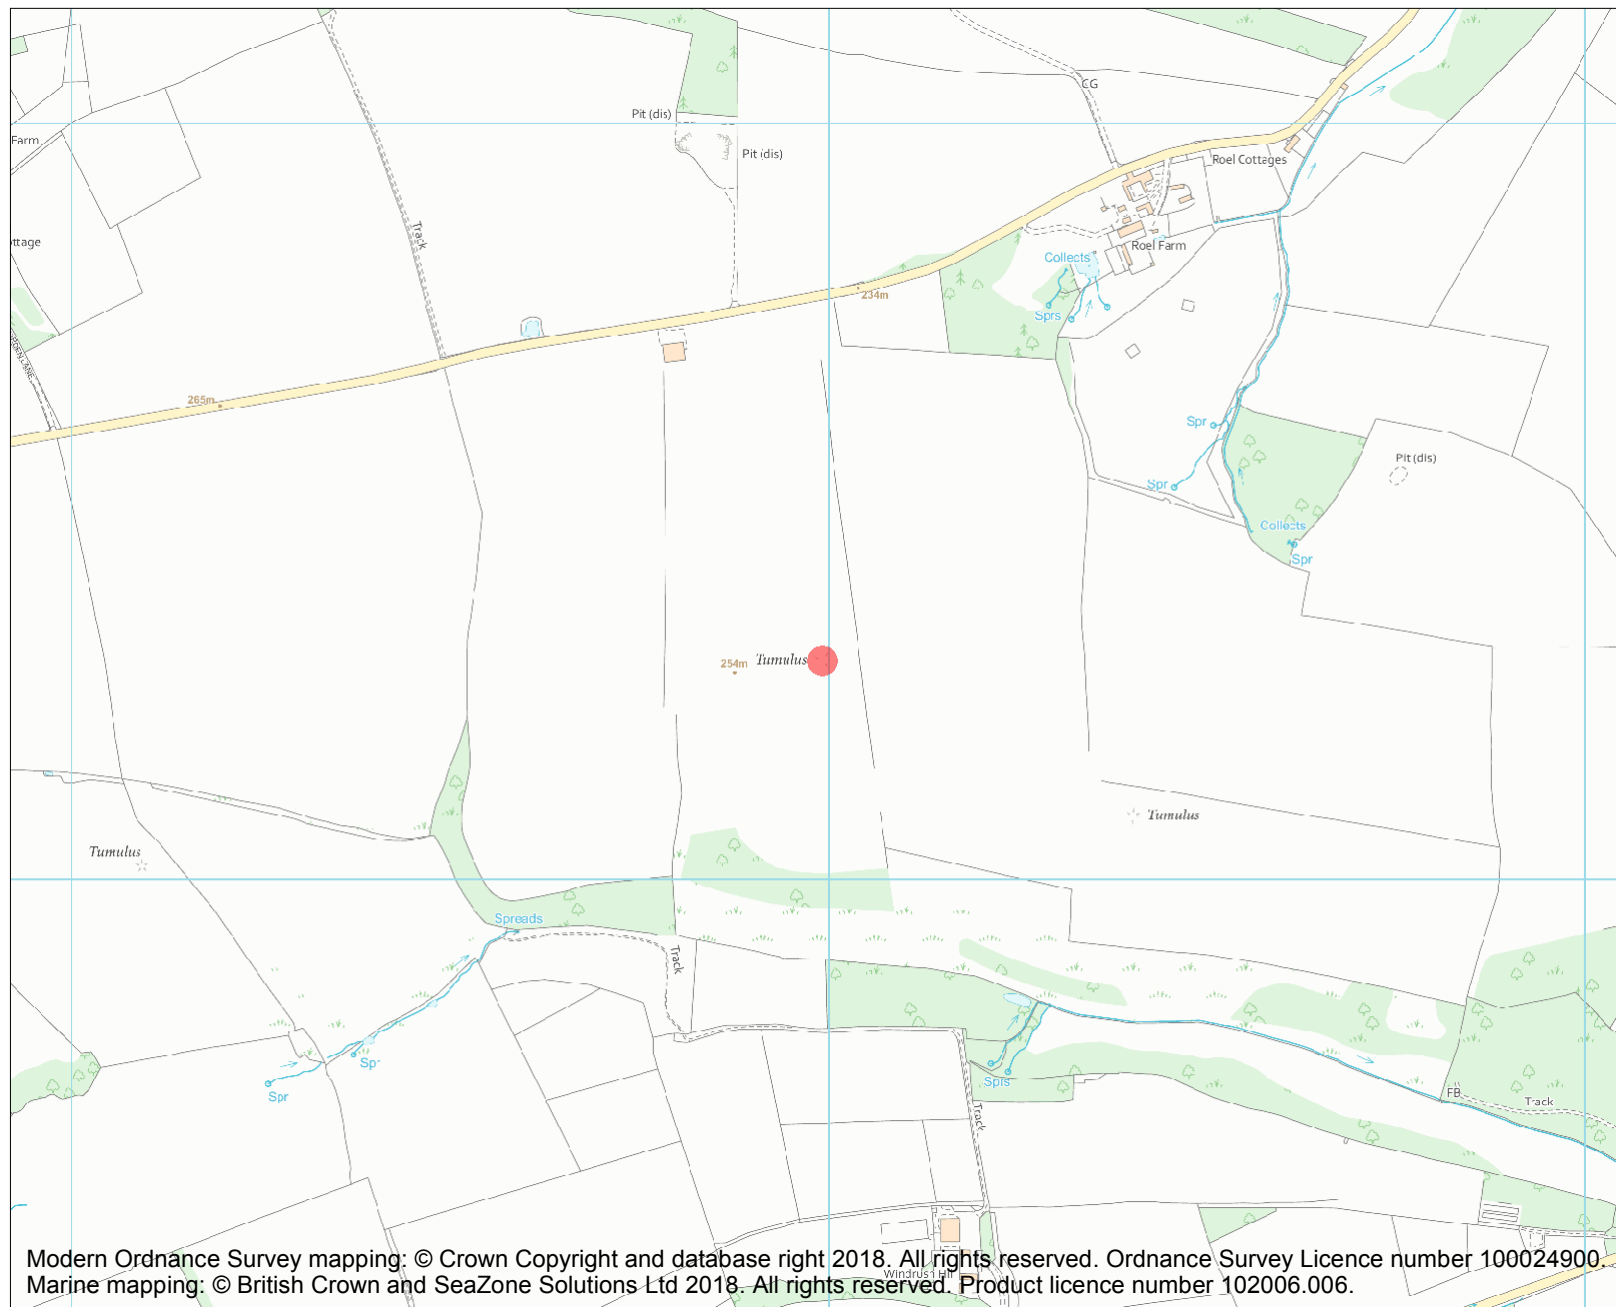 CG
Pit (dis)
Farm
Pit (dis)
Roel Cottages
Track
ttage
Roel Farm
Collects
234m
Sprs
265m
Spr
Pit (dis)
Spr
Collects
Spr
254m
Tumulus
Tumulus
Tumulus
Spreads
Track
Spr
Sprs
Spr
FB
Track
Track
Modern Ordnance Survey mapping: © Crown Copyright and database right 2018. All rights reserved. Ordnance Survey Licence number 100024900.
Windrush Hill
Marine mapping: © British Crown and SeaZone Solutions Ltd 2018. All rights reserved. Product licence number 102006.006.